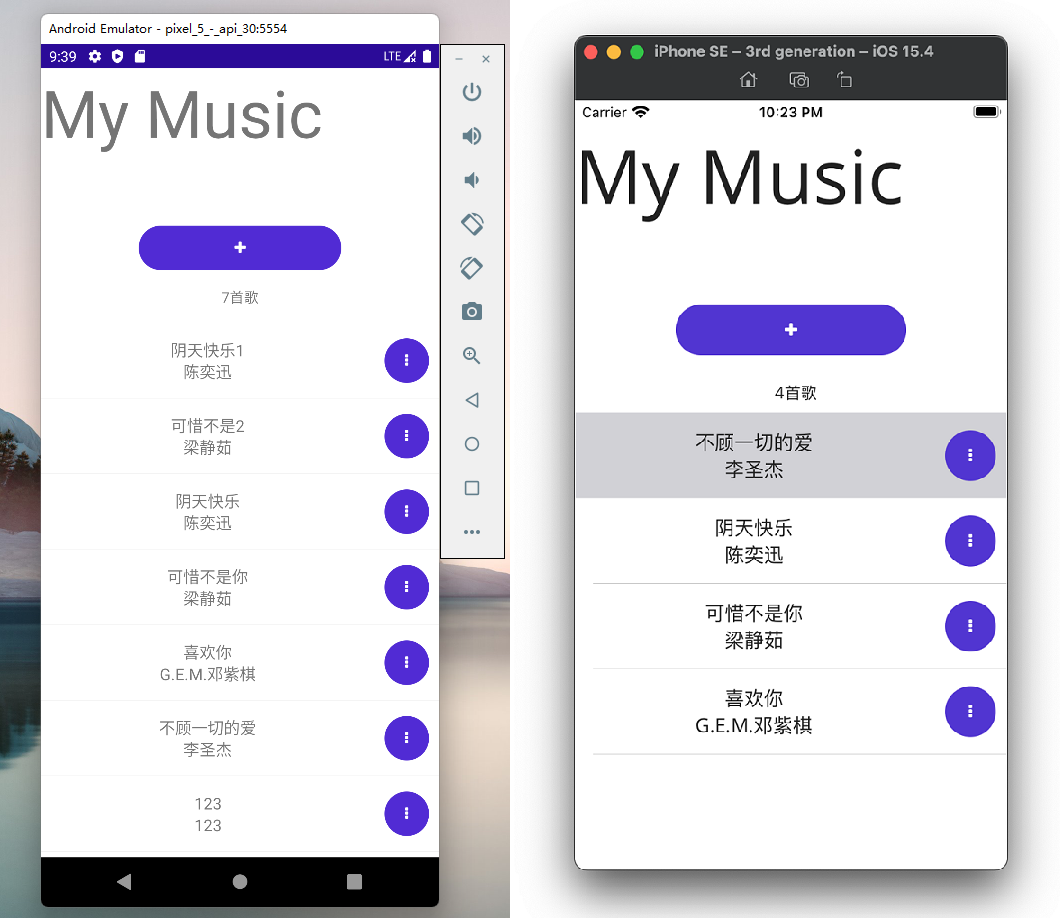 Android Emulator - pixel_5_-_api_30:5554
9:39
LTE
My Music
+
7首歌
阴天快乐1
陈奕迅
可惜不是2
梁静茹
阴天快乐
陈奕迅
可惜不是你
梁静茹
喜欢你
G.E.M.邓紫棋
不顾一切的爱
李圣杰
123
123
iPhone SE – 3rd generation – iOS 15.4
Carrier
10:23 PM
My Music
+
4首歌
不顾一切的爱
李圣杰
阴天快乐
陈奕迅
可惜不是你
梁静茹
喜欢你
G.E.M.邓紫棋